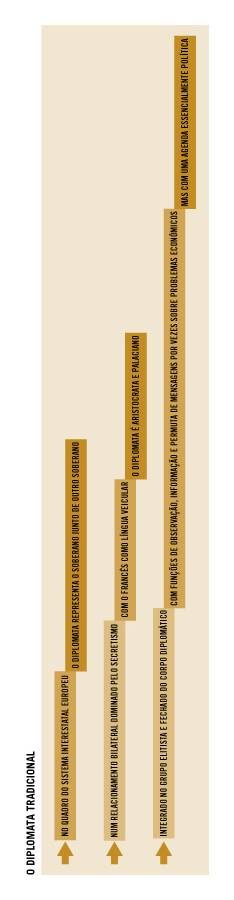 O DIPLOMATA TRADICIONAL
NO QUADRO DO SISTEMA INTERESTATAL EUROPEU
O DIPLOMATA REPRESENTA O SOBERANO JUNTO DE OUTRO SOBERANO
NUM RELACIONAMENTO BILATERAL DOMINADO PELO SECRETISMO
COM O FRANCÊS COMO LÍNGUA VEICULAR
O DIPLOMATA É ARISTOCRATA E PALACIANO
INTEGRADO NO GRUPO ELITISTA E FECHADO DO CORPO DIPLOMÁTICO
COM FUNÇÕES DE OBSERVAÇÃO, INFORMAÇÃO E PERMUTA DE MENSAGENS POR VEZES SOBRE PROBLEMAS ECONÓMICOS
MAS COM UMA AGENDA ESSENCIALMENTE POLÍTICA